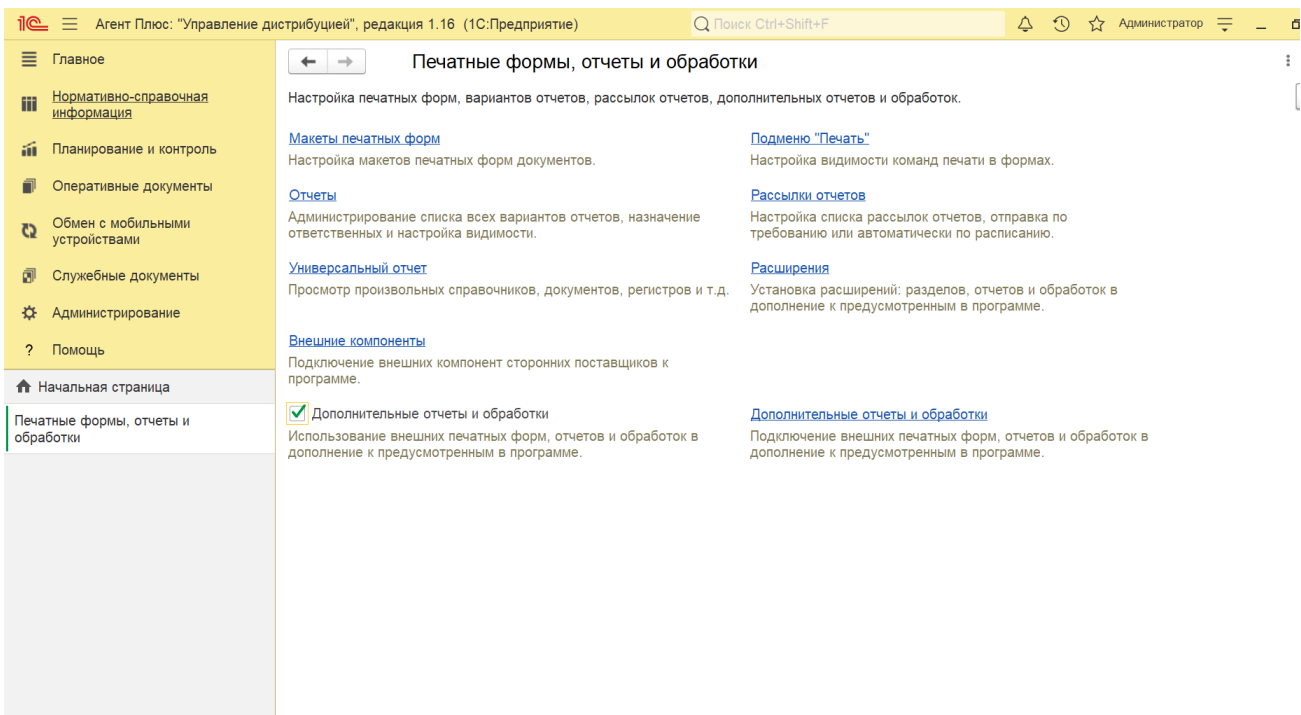 1С Агент Плюс: "Управление дистрибуцией", редакция 1.16 (1С:Предприятие)
Поиск Ctrl+Shift+F
Администратор
Главное
Нормативно-справочная
информация
Планирование и контроль
Оперативные документы
Обмен с мобильными
устройствами
Служебные документы
Администрирование
? Помощь
Начальная страница
Печатные формы, отчеты и
обработки
Печатные формы, отчеты и обработки
Настройка печатных форм, вариантов отчетов, рассылок отчетов, дополнительных отчетов и обработок.
Макеты печатных форм
Настройка макетов печатных форм документов.
Подменю "Печать"
Настройка видимости команд печати в формах.
Отчеты
Администрирование списка всех вариантов отчетов, назначение
ответственных и настройка видимости.
Рассылки отчетов
Настройка списка рассылок отчетов, отправка по
требованию или автоматически по расписанию.
Универсальный отчет
Просмотр произвольных справочников, документов, регистров и т.д.
Расширения
Установка расширений: разделов, отчетов и обработок в
дополнение к предусмотренным в программе.
Внешние компоненты
Подключение внешних компонент сторонних поставщиков к
программе.
Дополнительные отчеты и обработки
Использование внешних печатных форм, отчетов и обработок в
дополнение к предусмотренным в программе.
Дополнительные отчеты и обработки
Подключение внешних печатных форм, отчетов и обработок в
дополнение к предусмотренным в программе.